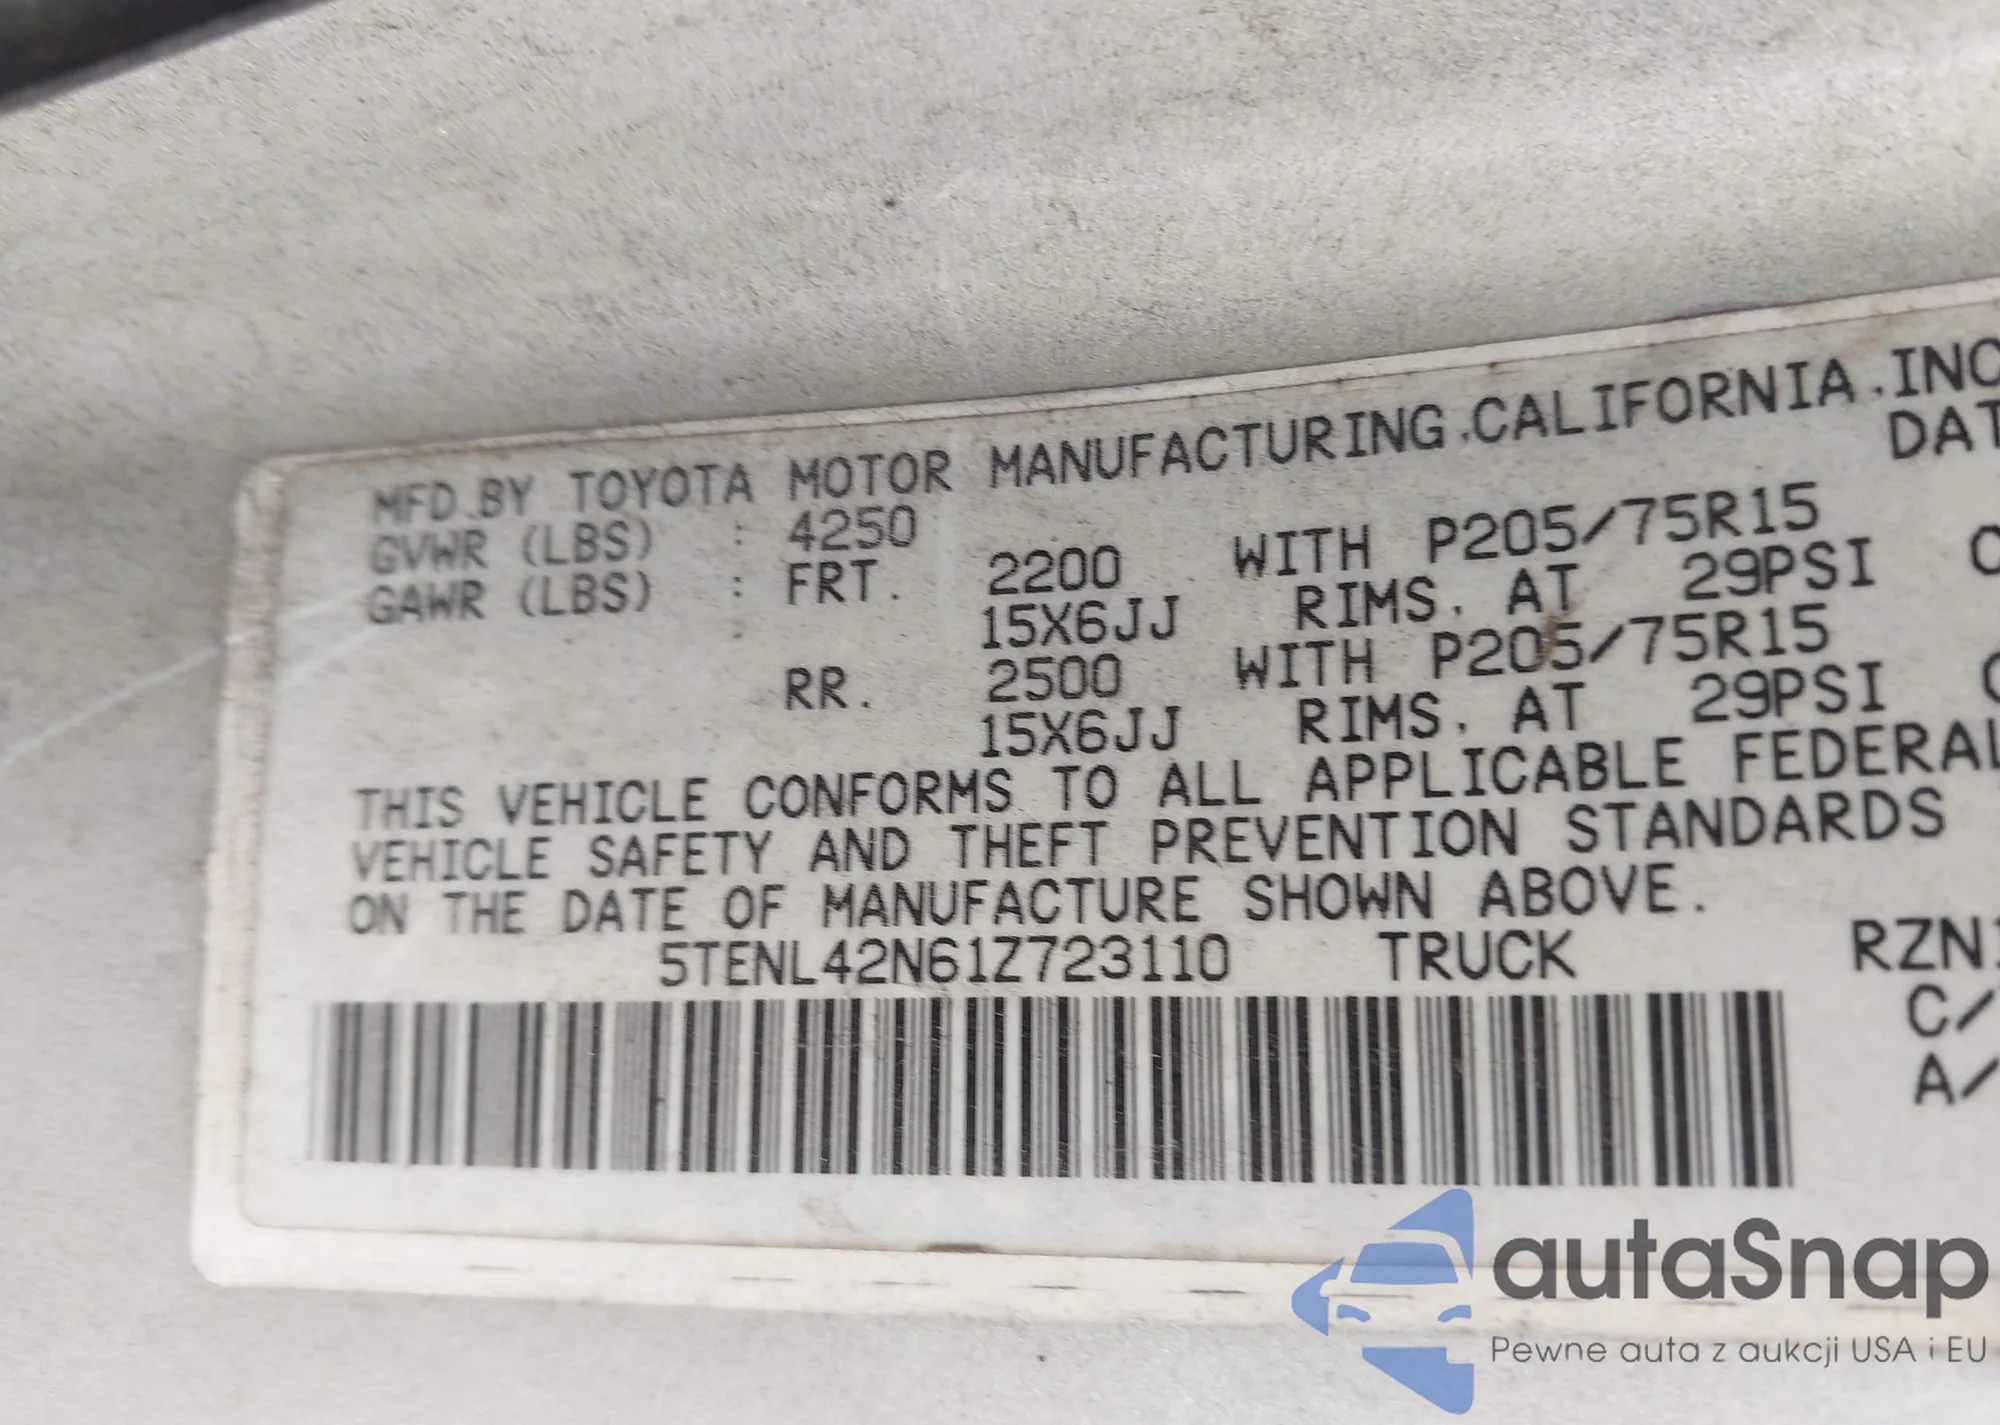 MFD.BY TOYOTA MOTOR MANUFACTURING,CALIFORNIA,INC
DAT
GVWR (LBS) : 4250
GAWR (LBS) : FRT. 2200 WITH P205/75R15
15X6JJ RIMS, AT 29PSI C
RR. 2500 WITH P205/75R15
15X6JJ RIMS, AT 29PSI C
THIS VEHICLE CONFORMS TO ALL APPLICABLE FEDERAL
VEHICLE SAFETY AND THEFT PREVENTION STANDARDS
ON THE DATE OF MANUFACTURE SHOWN ABOVE.
5TENL42N61Z723110 TRUCK RZN1
C/
A/
autaSnap
Pewne auta z aukcji USA i EU